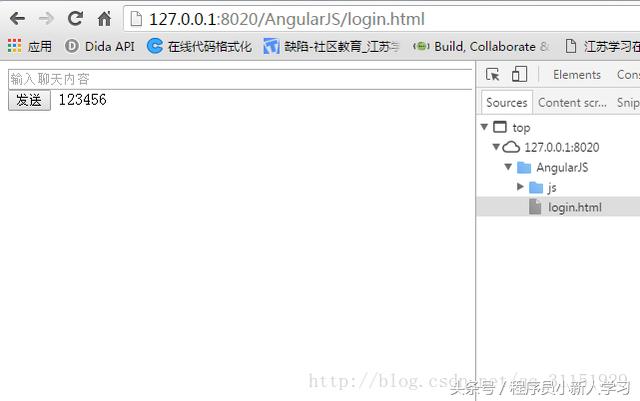 127.0.0.1:8020/AngularJS/login.html
应用 Dida API 在线代码格式化 缺陷-社区教育_江苏 Build, Collaborate & 江苏学习在
输入聊天内容
发送 123456
Elements Cons
Sources Content scr... Snip
top
127.0.0.1:8020
AngularJS
js
login.html
http://blog.csdn.net/qq_31151929
头条号 / 程序员小新人学习